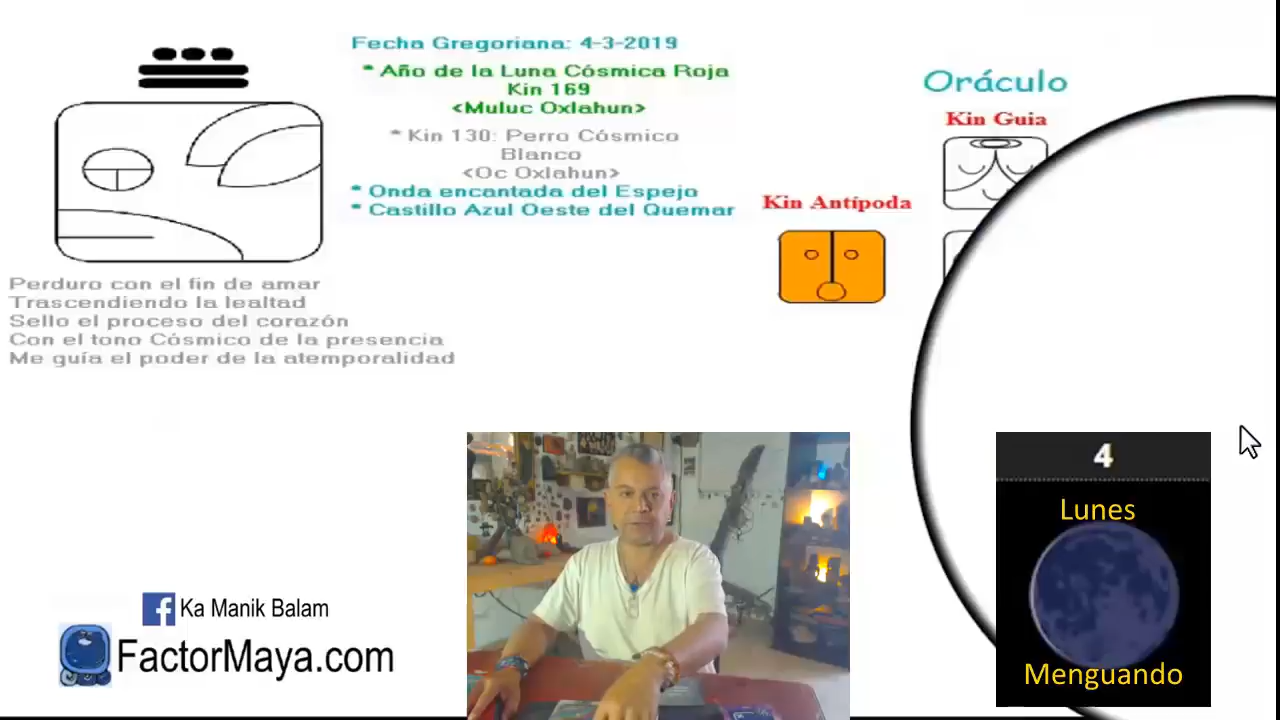 Fecha Gregoriana: 4-3-2019
* Año de la Luna Cósmica Roja
Kin 169
<Muluc Oxlahun>
* Kin 130: Perro Cósmico
Blanco
<Oc Oxlahun>
* Onda encantada del Espejo
* Castillo Azul Oeste del Quemar
Perduro con el fin de amar
Trascendiendo la lealtad
Sello el proceso del corazón
Con el tono Cósmico de la presencia
Me guía el poder de la atemporalidad
Oráculo
Kin Guia
Kin Antípoda
4
Lunes
Menguando
Ka Manik Balam
FactorMaya.com